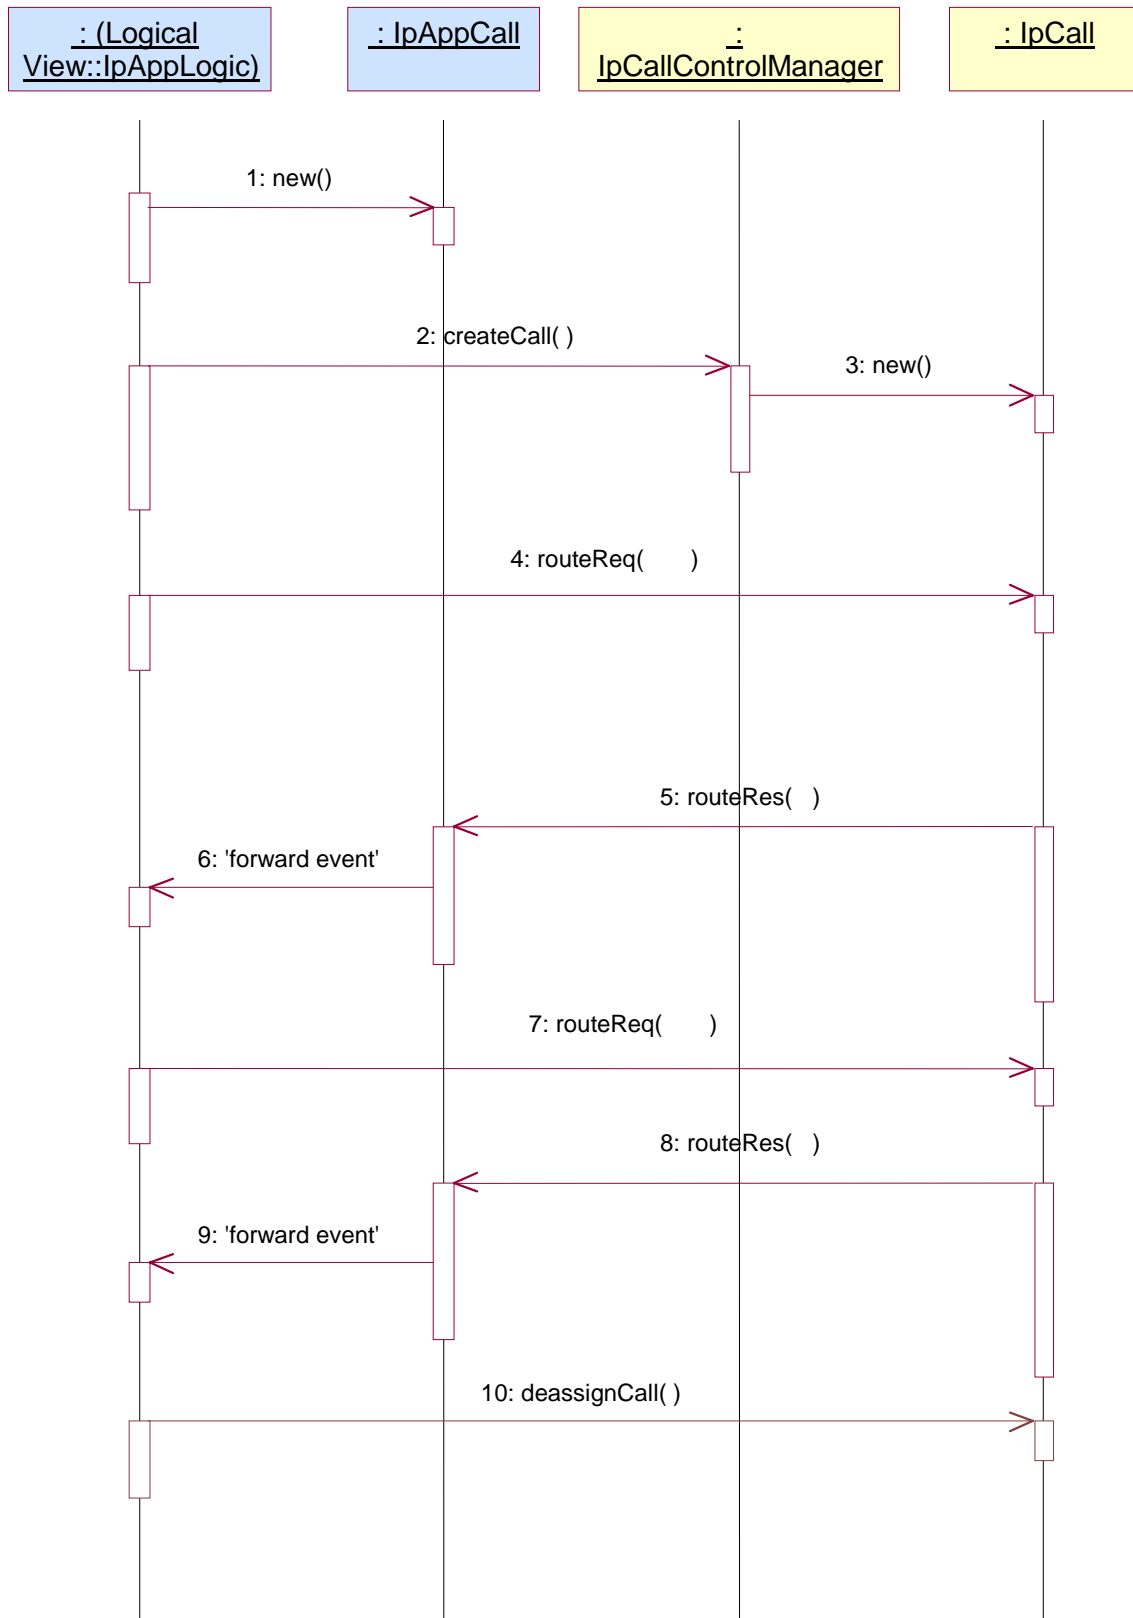 : (Logical
View::IpAppLogic)
: IpAppCall
:
IpCallControlManager
: IpCall
1: new()
2: createCall( )
3: new()
4: routeReq(       )
5: routeRes(   )
6: 'forward event'
7: routeReq(       )
8: routeRes(   )
9: 'forward event'
10: deassignCall( )